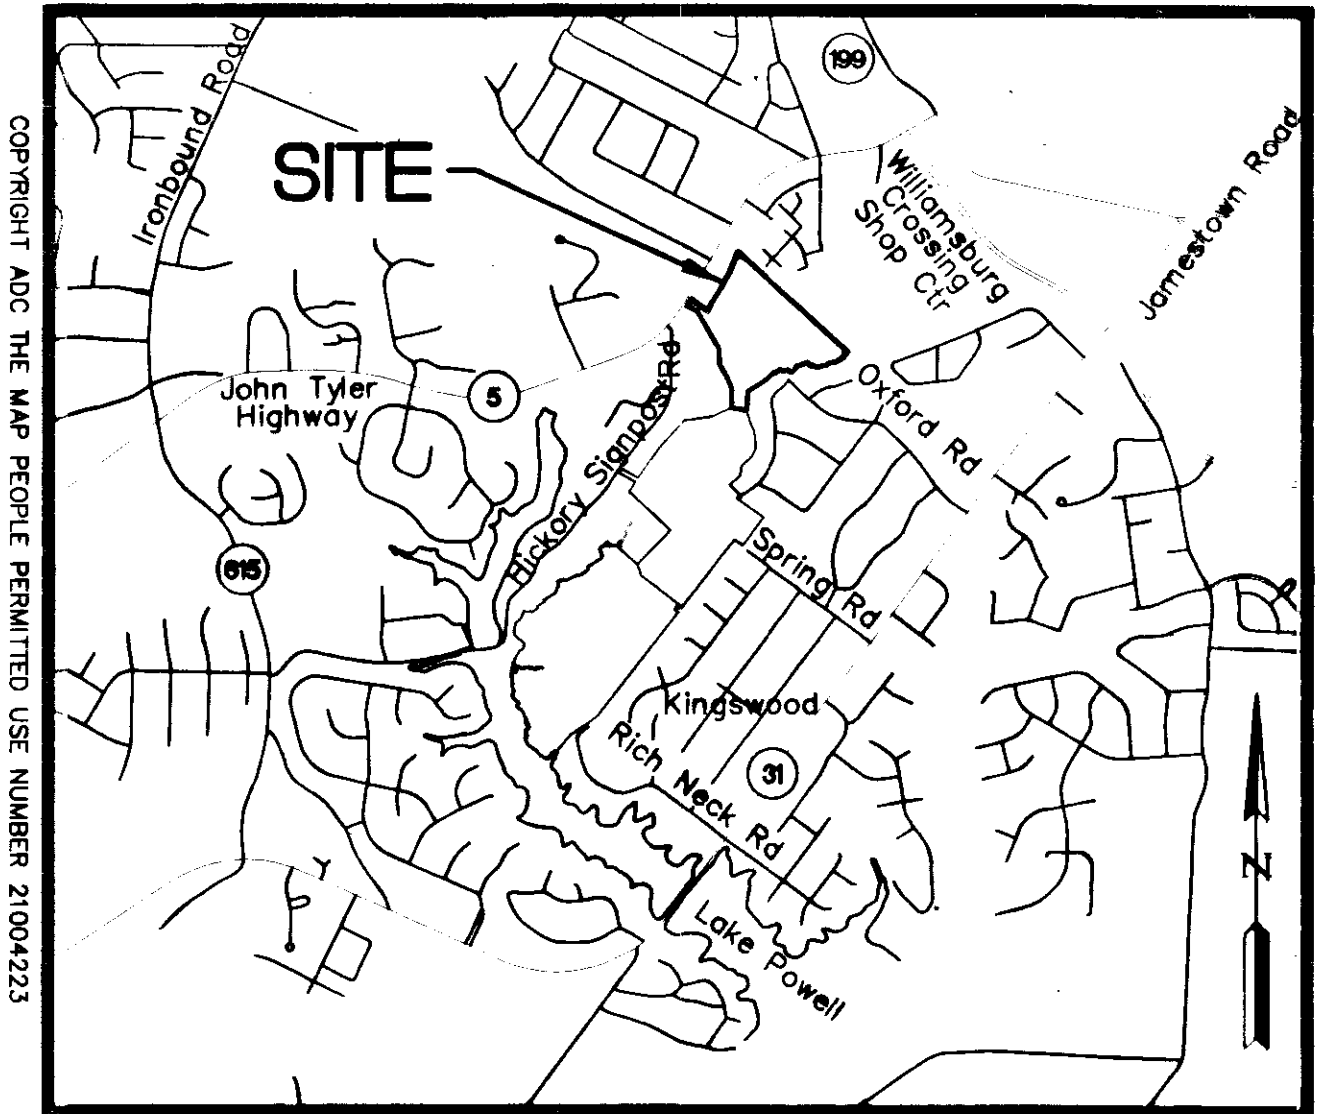 199
Ironbound Road
SITE
Williamsburg
Crossing
Shop Ctr
Jamestown Road
John Tyler
Highway
5
Hickory Signpost Rd
Oxford Rd
615
Spring Rd
Kingswood
Rich Neck Rd
31
Lake Powell
N
COPYRIGHT ADC THE MAP PEOPLE PERMITTED USE NUMBER 21004223